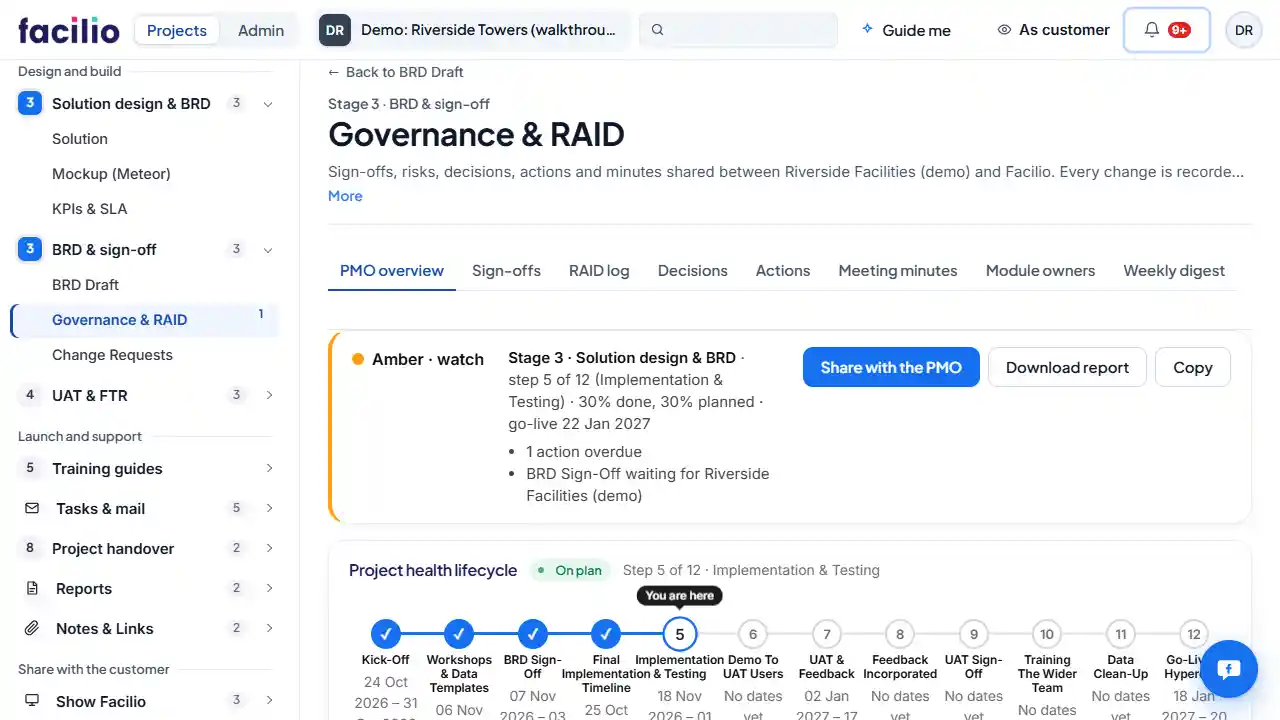 facilio
Projects
Admin
DR
Demo: Riverside Towers (walkthrou...
Guide me
As customer
9+
DR
Design and build
3 Solution design & BRD 3
Solution
Mockup (Meteor)
KPIs & SLA
3 BRD & sign-off 3
BRD Draft
Governance & RAID 1
Change Requests
4 UAT & FTR 3
Launch and support
5 Training guides
Tasks & mail 5
8 Project handover 2
Reports 2
Notes & Links 2
Share with the customer
Show Facilio 3
← Back to BRD Draft
Stage 3 · BRD & sign-off
Governance & RAID
Sign-offs, risks, decisions, actions and minutes shared between Riverside Facilities (demo) and Facilio. Every change is recorde...
More
PMO overview
Sign-offs
RAID log
Decisions
Actions
Meeting minutes
Module owners
Weekly digest
Amber · watch
Stage 3 · Solution design & BRD ·
step 5 of 12 (Implementation &
Testing) · 30% done, 30% planned ·
go-live 22 Jan 2027
• 1 action overdue
• BRD Sign-Off waiting for Riverside
Facilities (demo)
Share with the PMO
Download report
Copy
Project health lifecycle
On plan
Step 5 of 12 · Implementation & Testing
You are here
5 6 7 8 9 10 11 12
Kick-Off
24 Oct
2026 – 31
Workshops
& Data
Templates
06 Nov
BRD Sign-
Off
07 Nov
2026 – 03
Final
Implementation
Timeline
25 Oct
Implementation
& Testing
18 Nov
2026 – 01
Demo To
UAT Users
No dates
yet
UAT &
Feedback
02 Jan
2027 – 17
Feedback
Incorporated
No dates
yet
UAT Sign-
Off
No dates
yet
Training
The Wider
Team
No dates
Data
Clean-Up
No dates
yet
18 Jan
2027 – 20